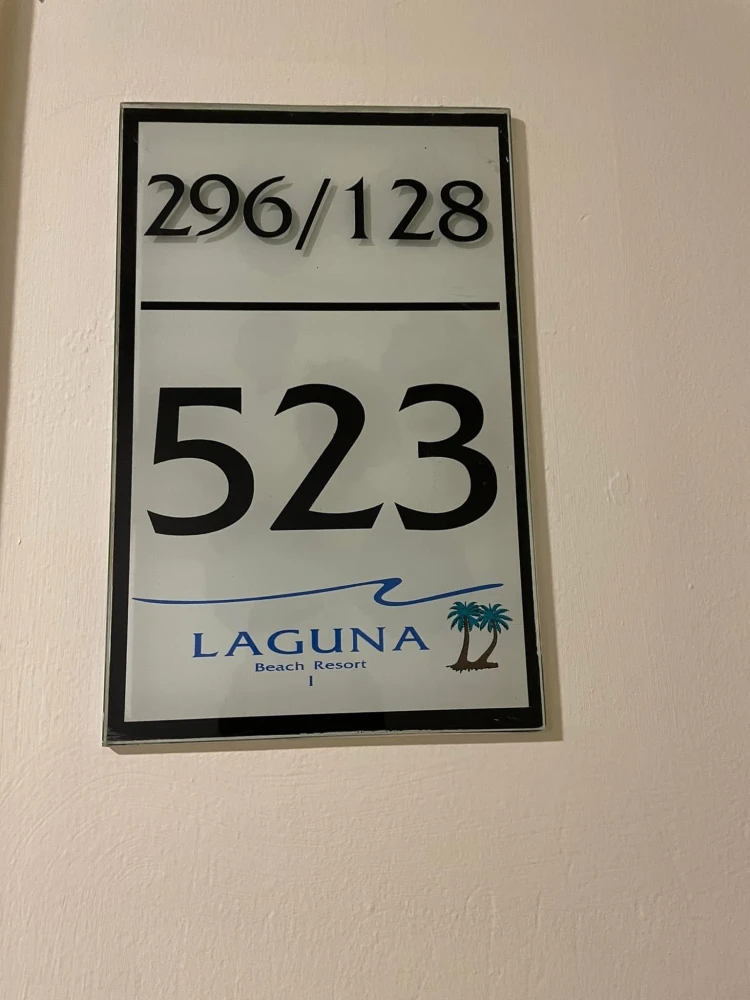 296/128
523
LAGUNA
Beach Resort
1